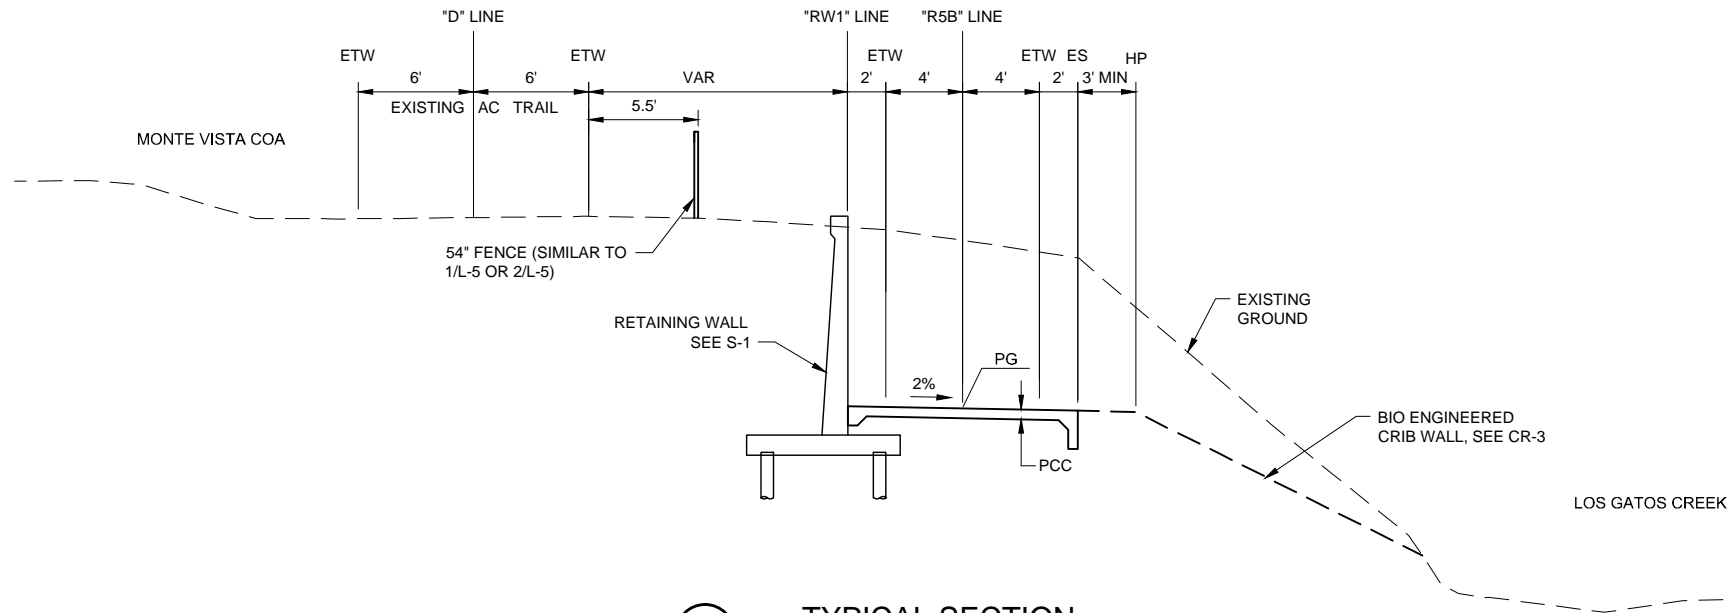 "D" LINE
"RW1" LINE
"R5B" LINE
ETW
ETW
ETW
ETW
ES
HP
6'
6'
VAR
2'
4'
4'
2'
3' MIN
EXISTING AC TRAIL
5.5'
MONTE VISTA COA
54" FENCE (SIMILAR TO
1/L-5 OR 2/L-5)
EXISTING
GROUND
RETAINING WALL
SEE S-1
PG
2%
BIO ENGINEERED
CRIB WALL, SEE CR-3
PCC
LOS GATOS CREEK
TYPICAL SECTION